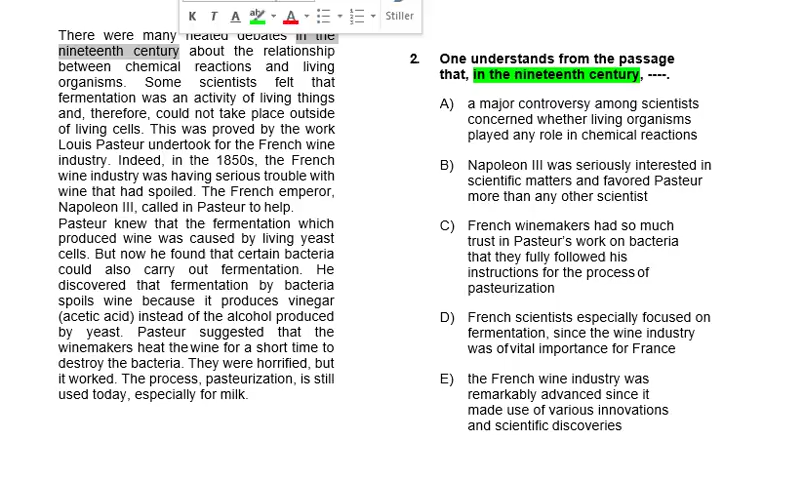 K T A aby A Stiller
There were many heated debates in the
nineteenth century about the relationship
between chemical reactions and living
organisms. Some scientists felt that
fermentation was an activity of living things
and, therefore, could not take place outside
of living cells. This was proved by the work
Louis Pasteur undertook for the French wine
industry. Indeed, in the 1850s, the French
wine industry was having serious trouble with
wine that had spoiled. The French emperor,
Napoleon III, called in Pasteur to help.
Pasteur knew that the fermentation which
produced wine was caused by living yeast
cells. But now he found that certain bacteria
could also carry out fermentation. He
discovered that fermentation by bacteria
spoils wine because it produces vinegar
(acetic acid) instead of the alcohol produced
by yeast. Pasteur suggested that the
winemakers heat the wine for a short time to
destroy the bacteria. They were horrified, but
it worked. The process, pasteurization, is still
used today, especially for milk.
2. One understands from the passage
that, in the nineteenth century, ----.
A) a major controversy among scientists
concerned whether living organisms
played any role in chemical reactions
B) Napoleon III was seriously interested in
scientific matters and favored Pasteur
more than any other scientist
C) French winemakers had so much
trust in Pasteur's work on bacteria
that they fully followed his
instructions for the process of
pasteurization
D) French scientists especially focused on
fermentation, since the wine industry
was of vital importance for France
E) the French wine industry was
remarkably advanced since it
made use of various innovations
and scientific discoveries